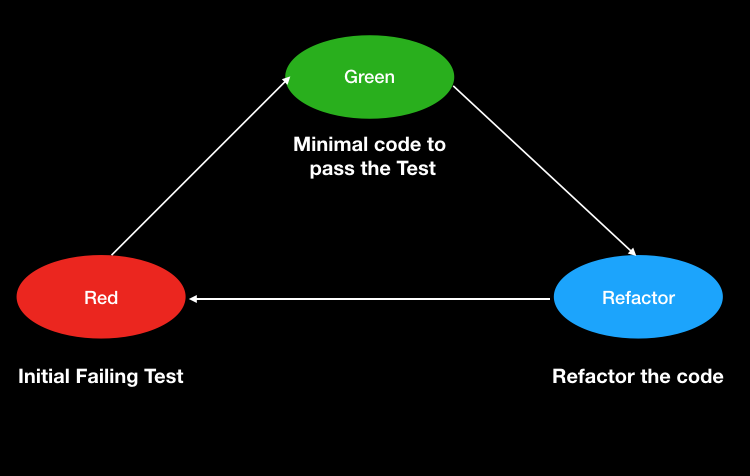 Green
Minimal code to
pass the Test
Red
Refactor
Initial Failing Test
Refactor the code